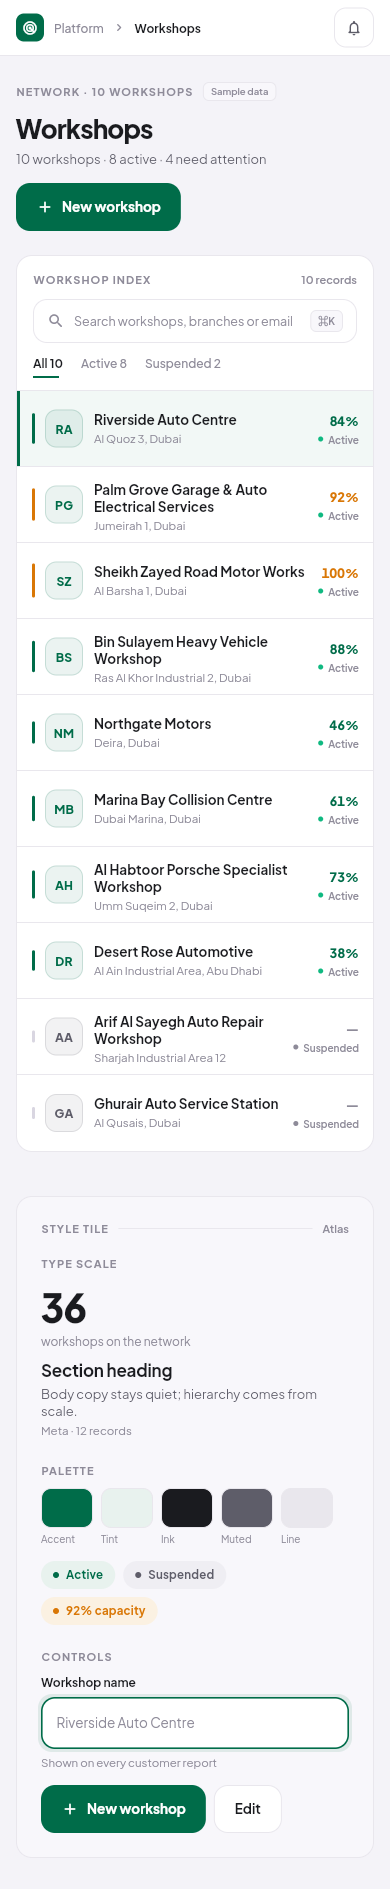 Platform > Workshops
NETWORK · 10 WORKSHOPS Sample data
Workshops
10 workshops · 8 active · 4 need attention
+ New workshop
WORKSHOP INDEX 10 records
Search workshops, branches or email ⌘K
All 10 Active 8 Suspended 2
RA Riverside Auto Centre 84%
Al Quoz 3, Dubai Active
PG Palm Grove Garage & Auto 92%
Electrical Services Active
Jumeirah 1, Dubai
SZ Sheikh Zayed Road Motor Works 100%
Al Barsha 1, Dubai Active
BS Bin Sulayem Heavy Vehicle 88%
Workshop Active
Ras Al Khor Industrial 2, Dubai
NM Northgate Motors 46%
Deira, Dubai Active
MB Marina Bay Collision Centre 61%
Dubai Marina, Dubai Active
AH Al Habtoor Porsche Specialist 73%
Workshop Active
Umm Suqeim 2, Dubai
DR Desert Rose Automotive 38%
Al Ain Industrial Area, Abu Dhabi Active
AA Arif Al Sayegh Auto Repair —
Workshop Suspended
Sharjah Industrial Area 12
GA Ghurair Auto Service Station —
Al Qusais, Dubai Suspended
STYLE TILE Atlas
TYPE SCALE
36
workshops on the network
Section heading
Body copy stays quiet; hierarchy comes from
scale.
Meta · 12 records
PALETTE
Accent Tint Ink Muted Line
Active Suspended
92% capacity
CONTROLS
Workshop name
Riverside Auto Centre
Shown on every customer report
+ New workshop Edit